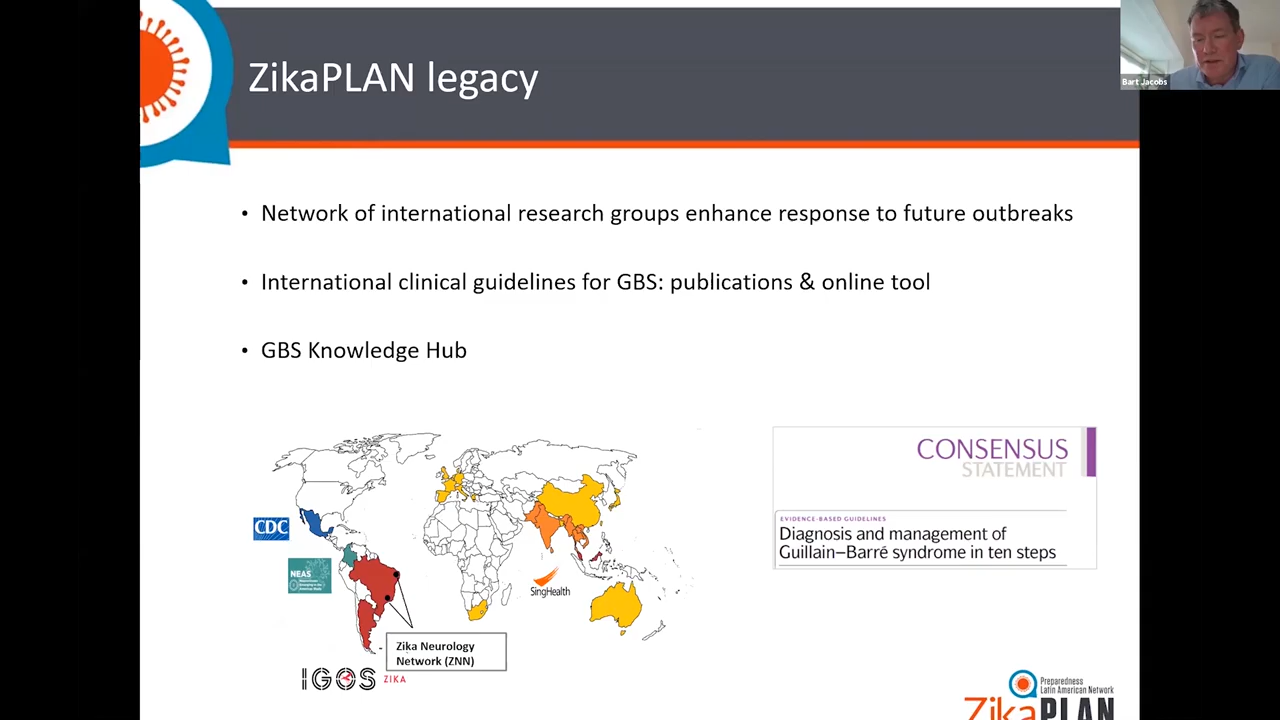 ZikaPLAN legacy
Bart Jacobs
• Network of international research groups enhance response to future outbreaks
• International clinical guidelines for GBS: publications & online tool
• GBS Knowledge Hub
CDC
NEAS
SingHealth
Zika Neurology
Network (ZNN)
IGOS ZIKA
CONSENSUS
STATEMENT
EVIDENCE-BASED GUIDELINES
Diagnosis and management of
Guillain–Barré syndrome in ten steps
Preparedness
Latin American Network
ZikaPLAN